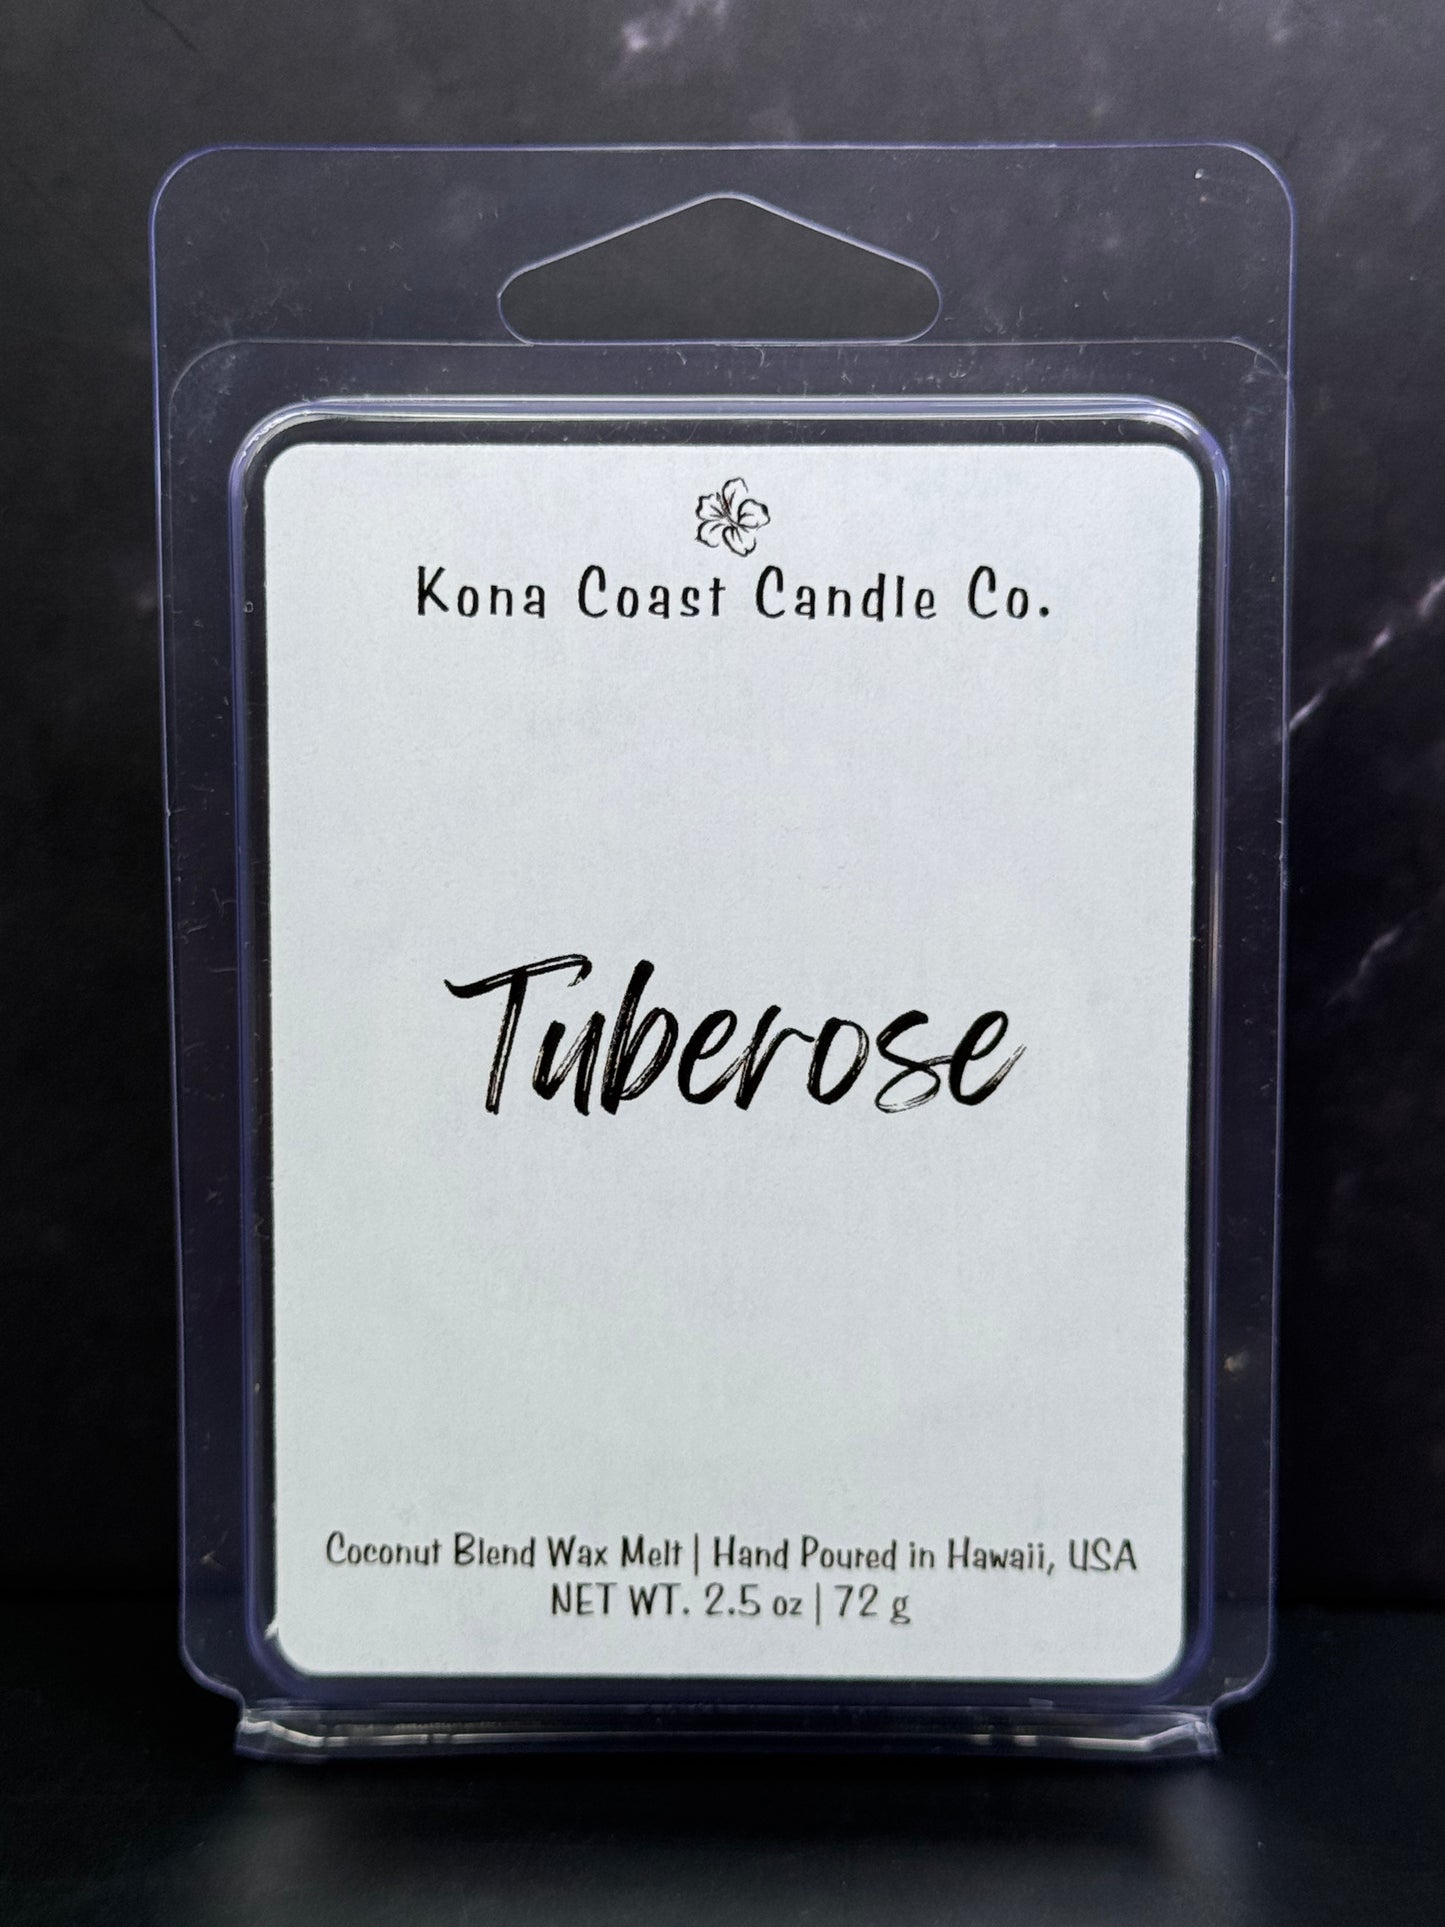 Kona Coast Candle Co.
Tuberose
Coconut Blend Wax Melt | Hand Poured in Hawaii, USA
NET WT. 2.5 oz | 72 g